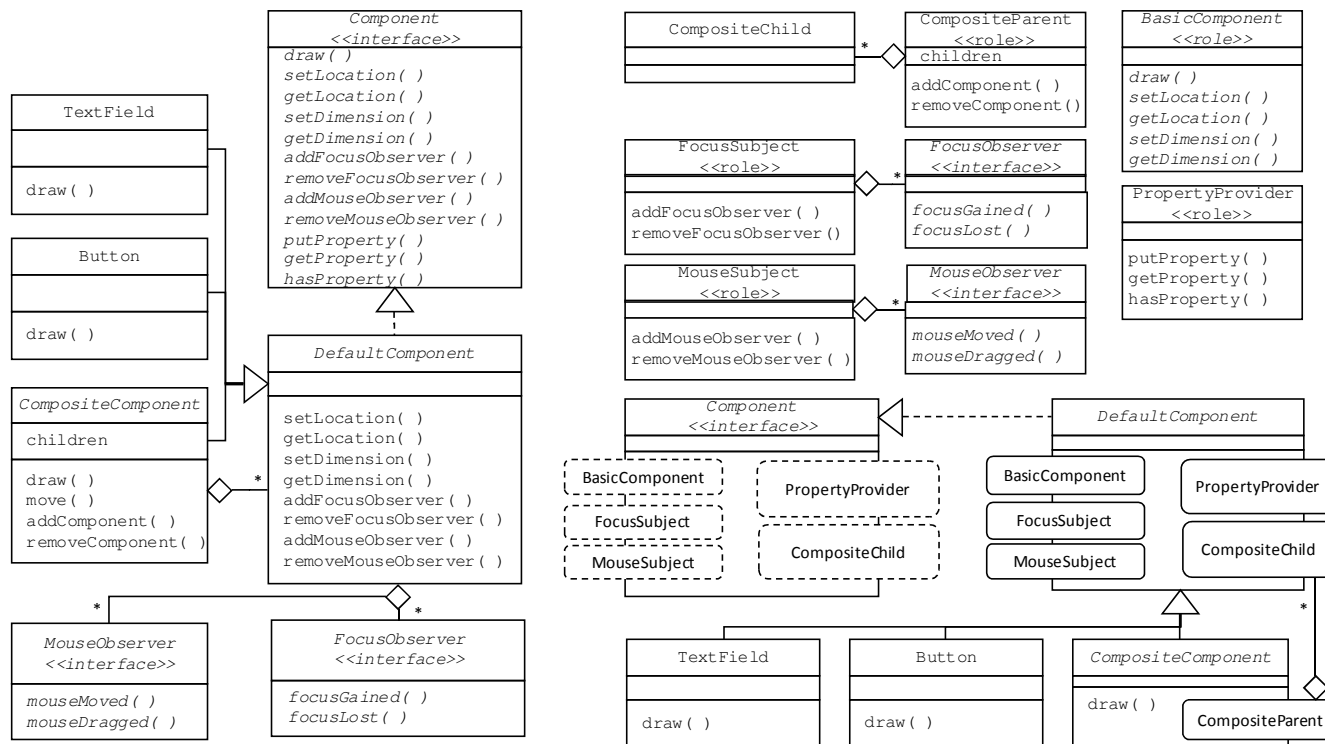 Component
<<interface>>
draw( )
setLocation( )
getLocation( )
setDimension( )
getDimension( )
addFocusObserver( )
removeFocusObserver( )
addMouseObserver( )
removeMouseObserver( )
putProperty( )
getProperty( )
hasProperty( )
TextField
draw( )
Button
draw( )
CompositeComponent
children
draw( )
move( )
addComponent( )
removeComponent( )
*
DefaultComponent
setLocation( )
getLocation( )
setDimension( )
getDimension( )
addFocusObserver( )
removeFocusObserver( )
addMouseObserver( )
removeMouseObserver( )
*
*
MouseObserver
<<interface>>
mouseMoved( )
mouseDragged( )
FocusObserver
<<interface>>
focusGained( )
focusLost( )
CompositeChild
*
CompositeParent
<<role>>
children
addComponent( )
removeComponent()
BasicComponent
<<role>>
draw( )
setLocation( )
getLocation( )
setDimension( )
getDimension( )
FocusSubject
<<role>>
addFocusObserver( )
removeFocusObserver()
*
FocusObserver
<<interface>>
focusGained( )
focusLost( )
PropertyProvider
<<role>>
putProperty( )
getProperty( )
hasProperty( )
MouseSubject
<<role>>
addMouseObserver( )
removeMouseObserver( )
*
MouseObserver
<<interface>>
mouseMoved( )
mouseDragged( )
Component
<<interface>>
BasicComponent
FocusSubject
MouseSubject
PropertyProvider
CompositeChild
DefaultComponent
BasicComponent
FocusSubject
MouseSubject
PropertyProvider
CompositeChild
*
TextField
draw( )
Button
draw( )
CompositeComponent
draw( )
CompositeParent